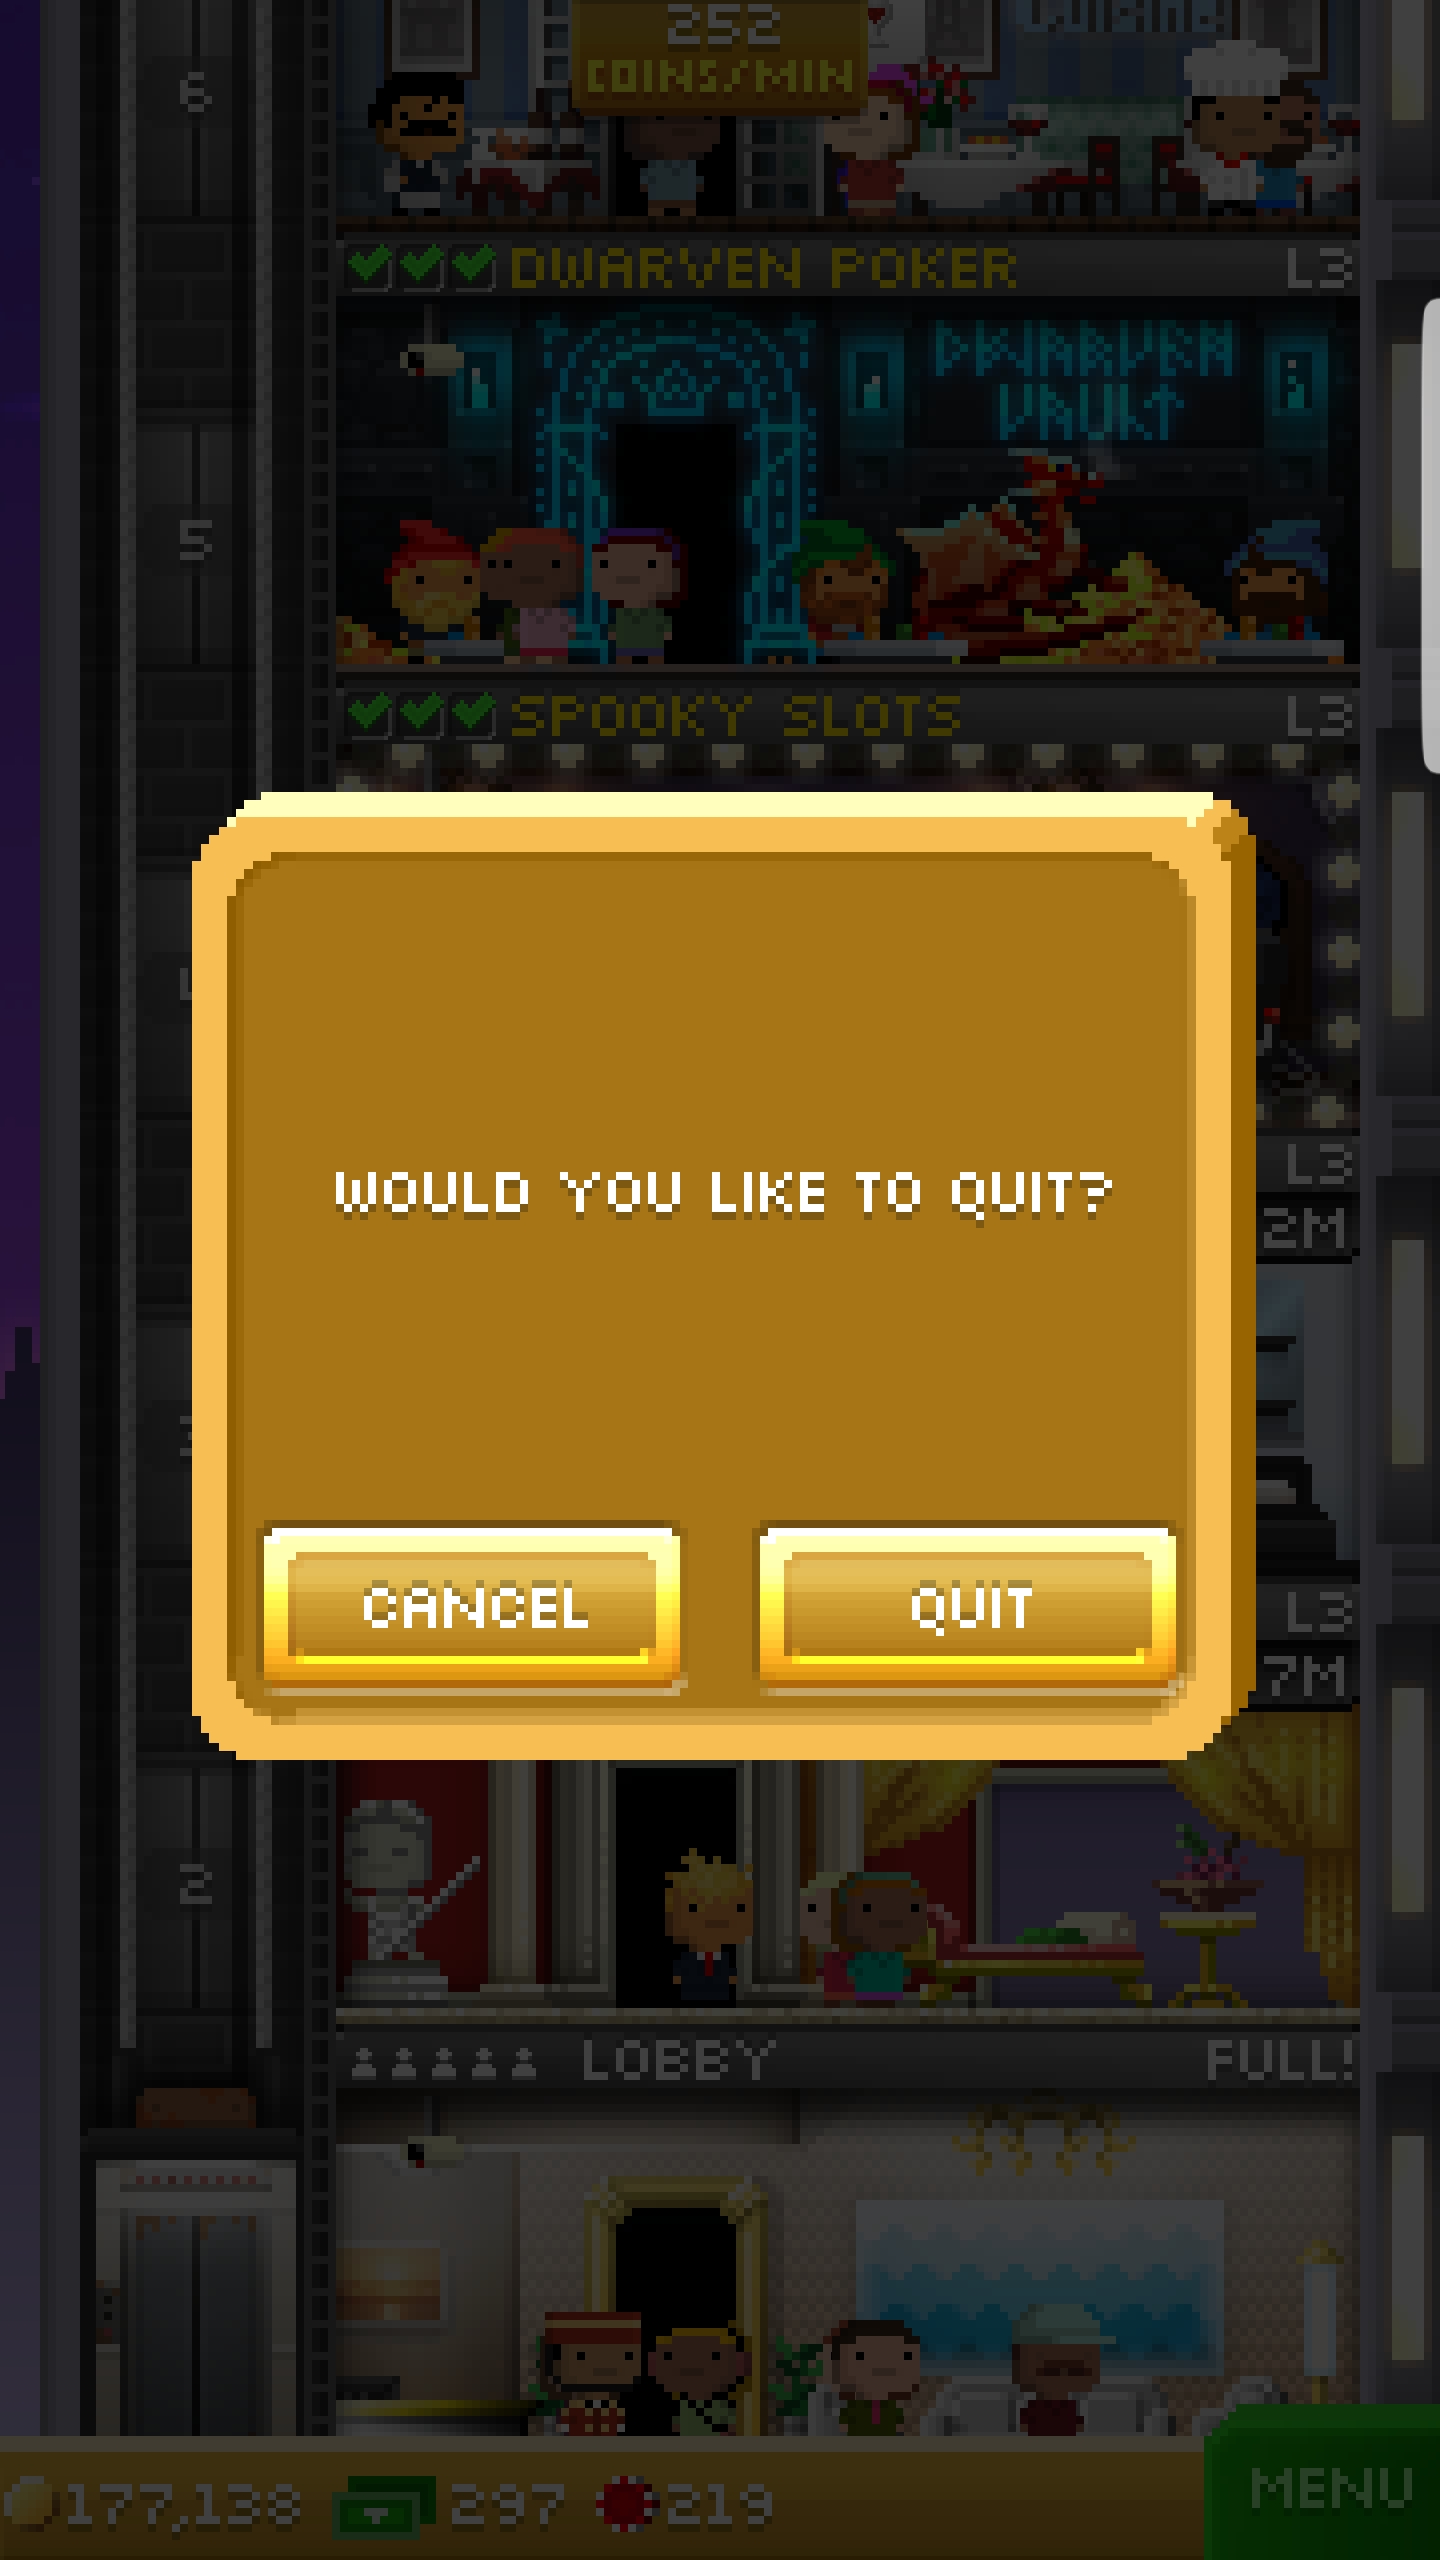 252
COINS/MIN
CUISINE
6
DWARVEN POKER L3
DWARVEN
VAULT
5
SPOOKY SLOTS L3
WOULD YOU LIKE TO QUIT?
L3
2M
CANCEL QUIT
L3
7M
2
LOBBY FULL!
177,138 297 219 MENU